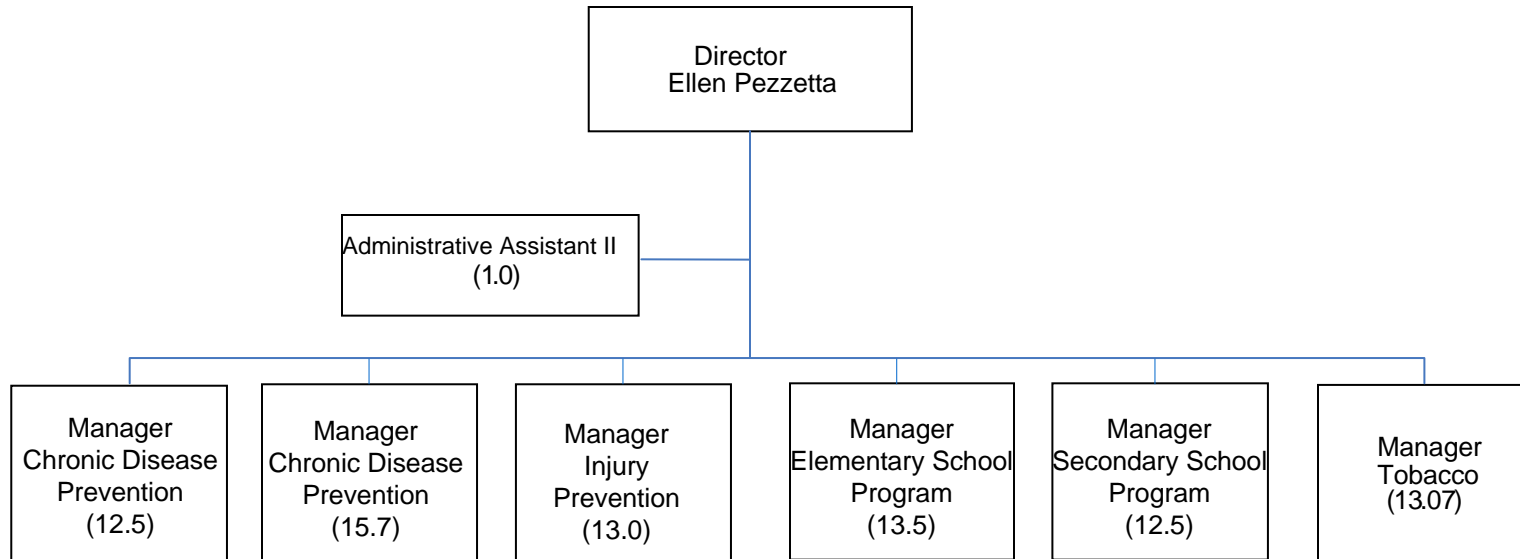 Director
Ellen Pezzetta
Administrative Assistant II
(1.0)
Manager
Chronic Disease
Prevention
(12.5)
Manager
Chronic Disease
Prevention
(15.7)
Manager
Injury
Prevention
(13.0)
Manager
Elementary School
Program
(13.5)
Manager
Secondary School
Program
(12.5)
Manager
Tobacco
(13.07)